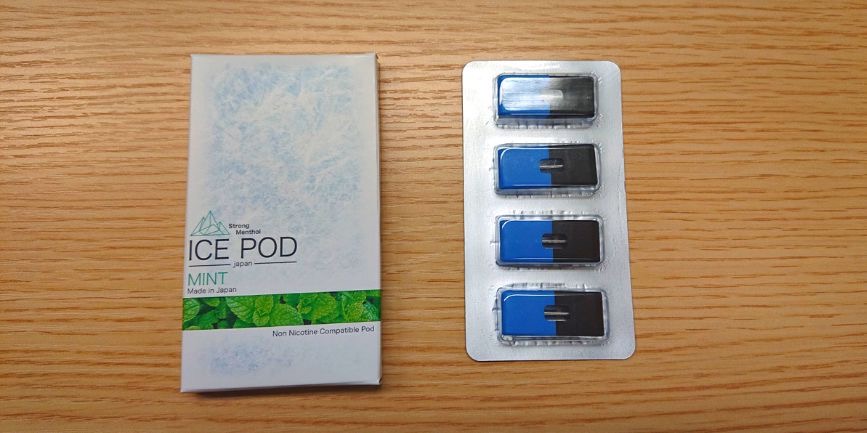 Strong
Menthol
ICE POD
japan
MINT
Made in Japan
Non Nicotine Compatible Pod